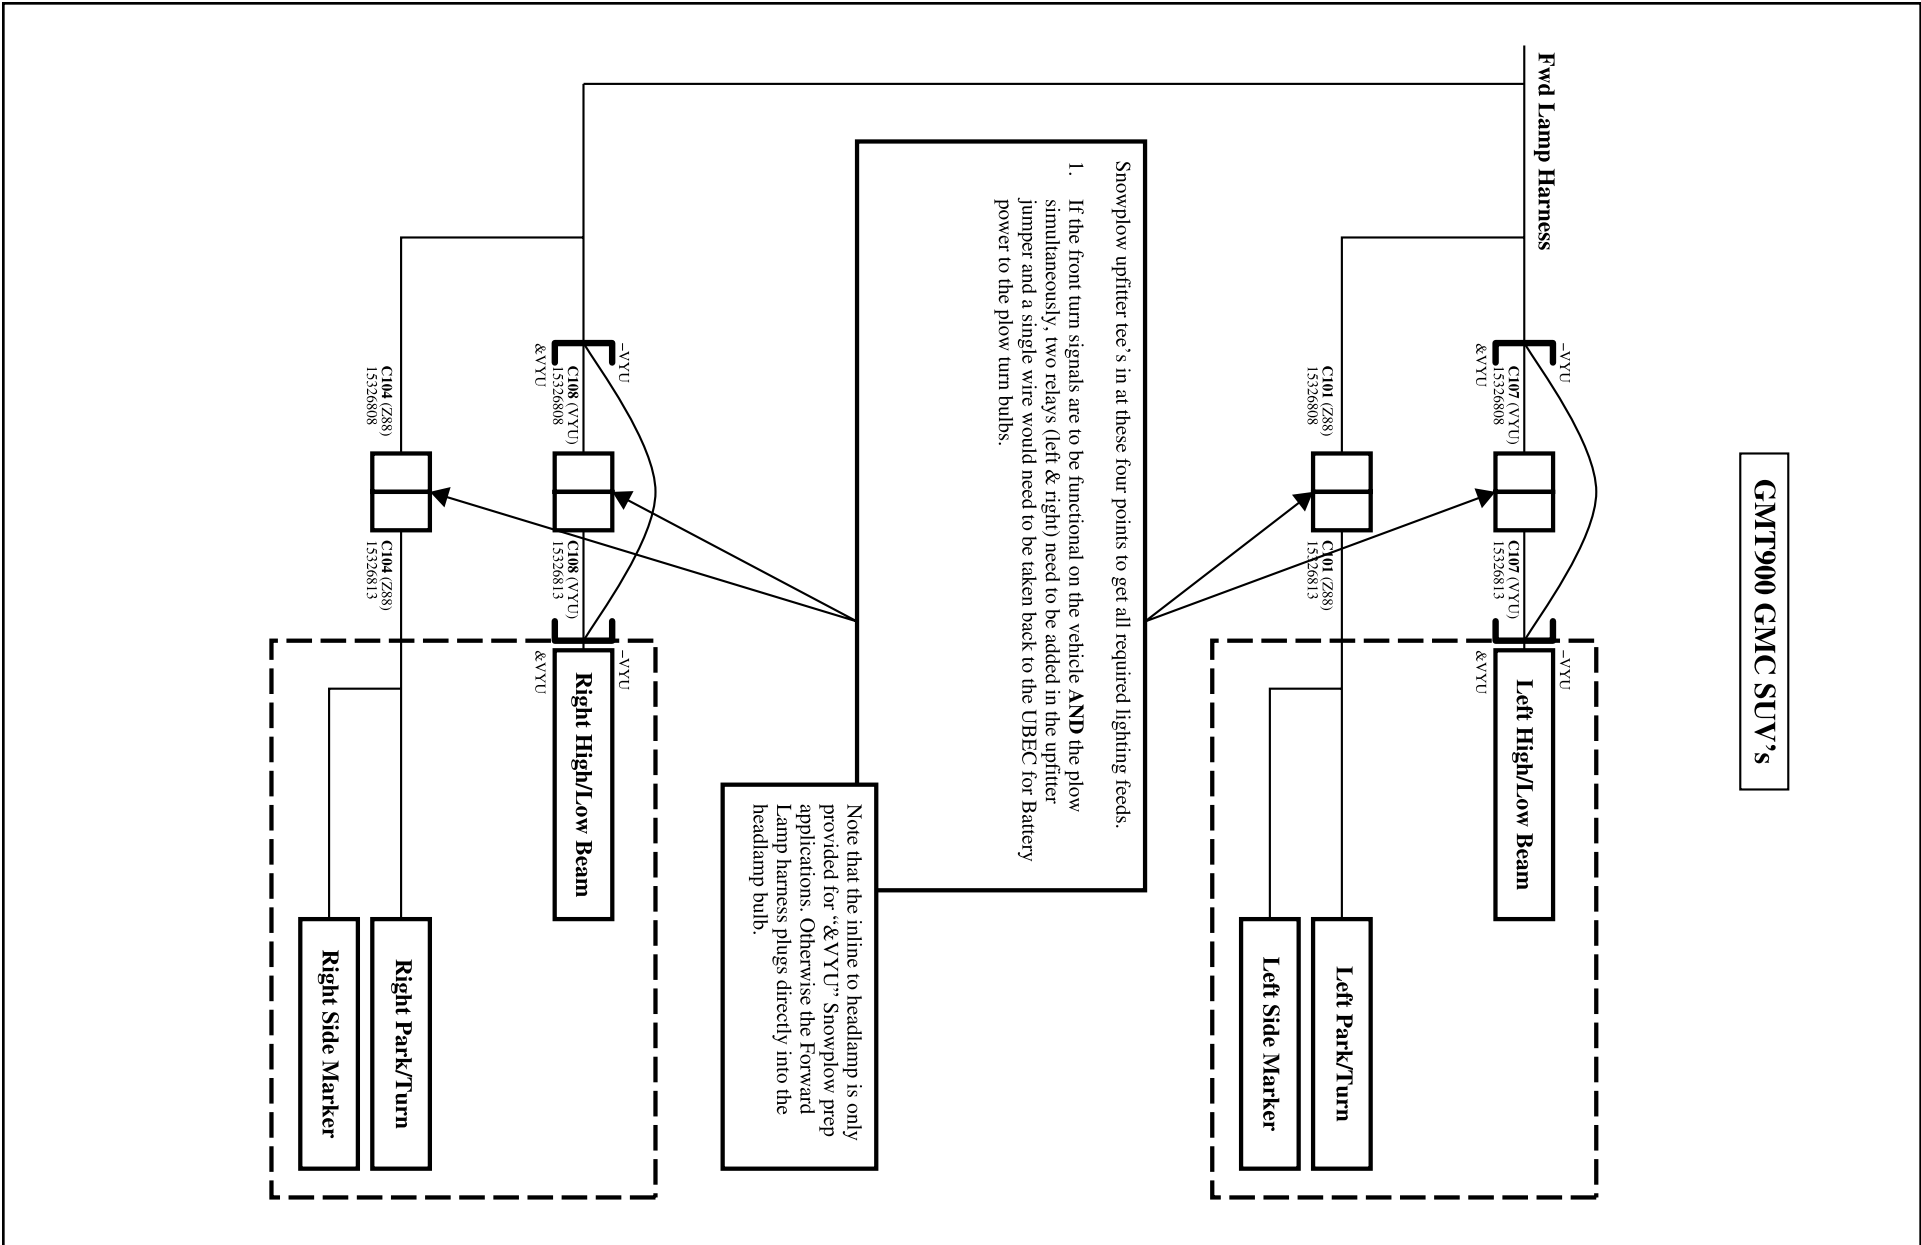 GMT900 GMC SUV's
Fwd Lamp Harness
–VYU
&VYU
C107 (VYU)
15326808
C107 (VYU)
15326813
–VYU
&VYU
Left High/Low Beam
C101 (Z88)
15326808
C101 (Z88)
15326813
Left Park/Turn
Left Side Marker
Snowplow upfitter tee's in at these four points to get all required lighting feeds.
1. If the front turn signals are to be functional on the vehicle AND the plow
simultaneously, two relays (left & right) need to be added in the upfitter
jumper and a single wire would need to be taken back to the UBEC for Battery
power to the plow turn bulbs.
Note that the inline to headlamp is only
provided for “&VYU” Snowplow prep
applications. Otherwise the Forward
Lamp harness plugs directly into the
headlamp bulb.
–VYU
&VYU
C108 (VYU)
15326808
C108 (VYU)
15326813
–VYU
&VYU
Right High/Low Beam
C104 (Z88)
15326808
C104 (Z88)
15326813
Right Park/Turn
Right Side Marker